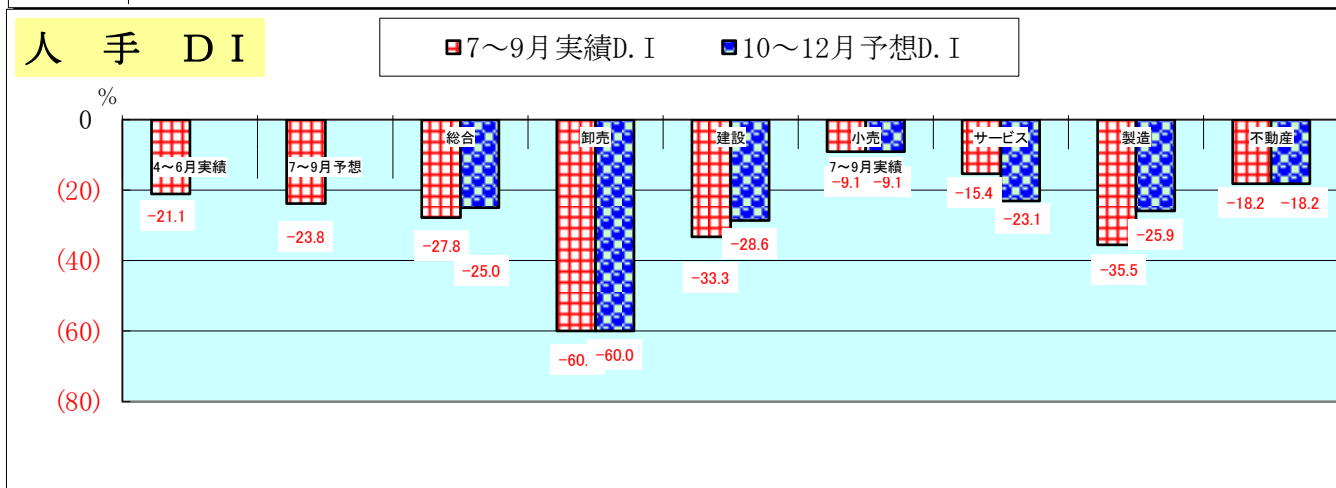 人 手 DI
7～9月実績D.I 10～12月予想D.I
%
0
(20)
(40)
(60)
(80)
4～6月実績
7～9月予想
総合
卸売
建設
小売
サービス
製造
不動産
7～9月実績
-21.1
-23.8
-27.8
-25.0
-60.
-60.0
-33.3
-28.6
-9.1
-9.1
-15.4
-23.1
-35.5
-25.9
-18.2
-18.2